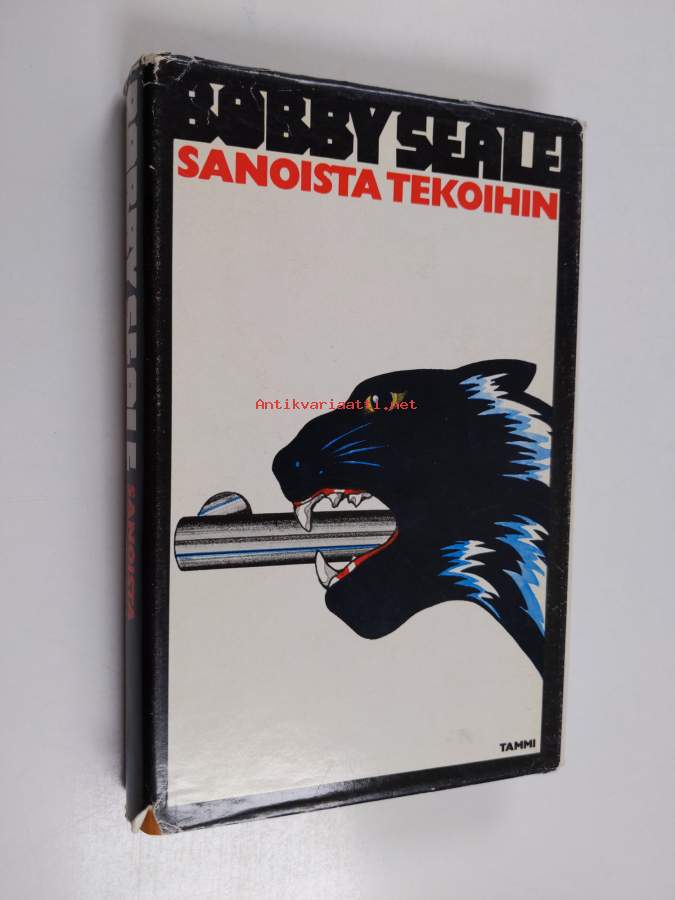 BOBBY SEALE
SANOISTA TEKOIHIN
Antikvariaatti.net
TAMMI
BOBBY SEALE SANOISTA